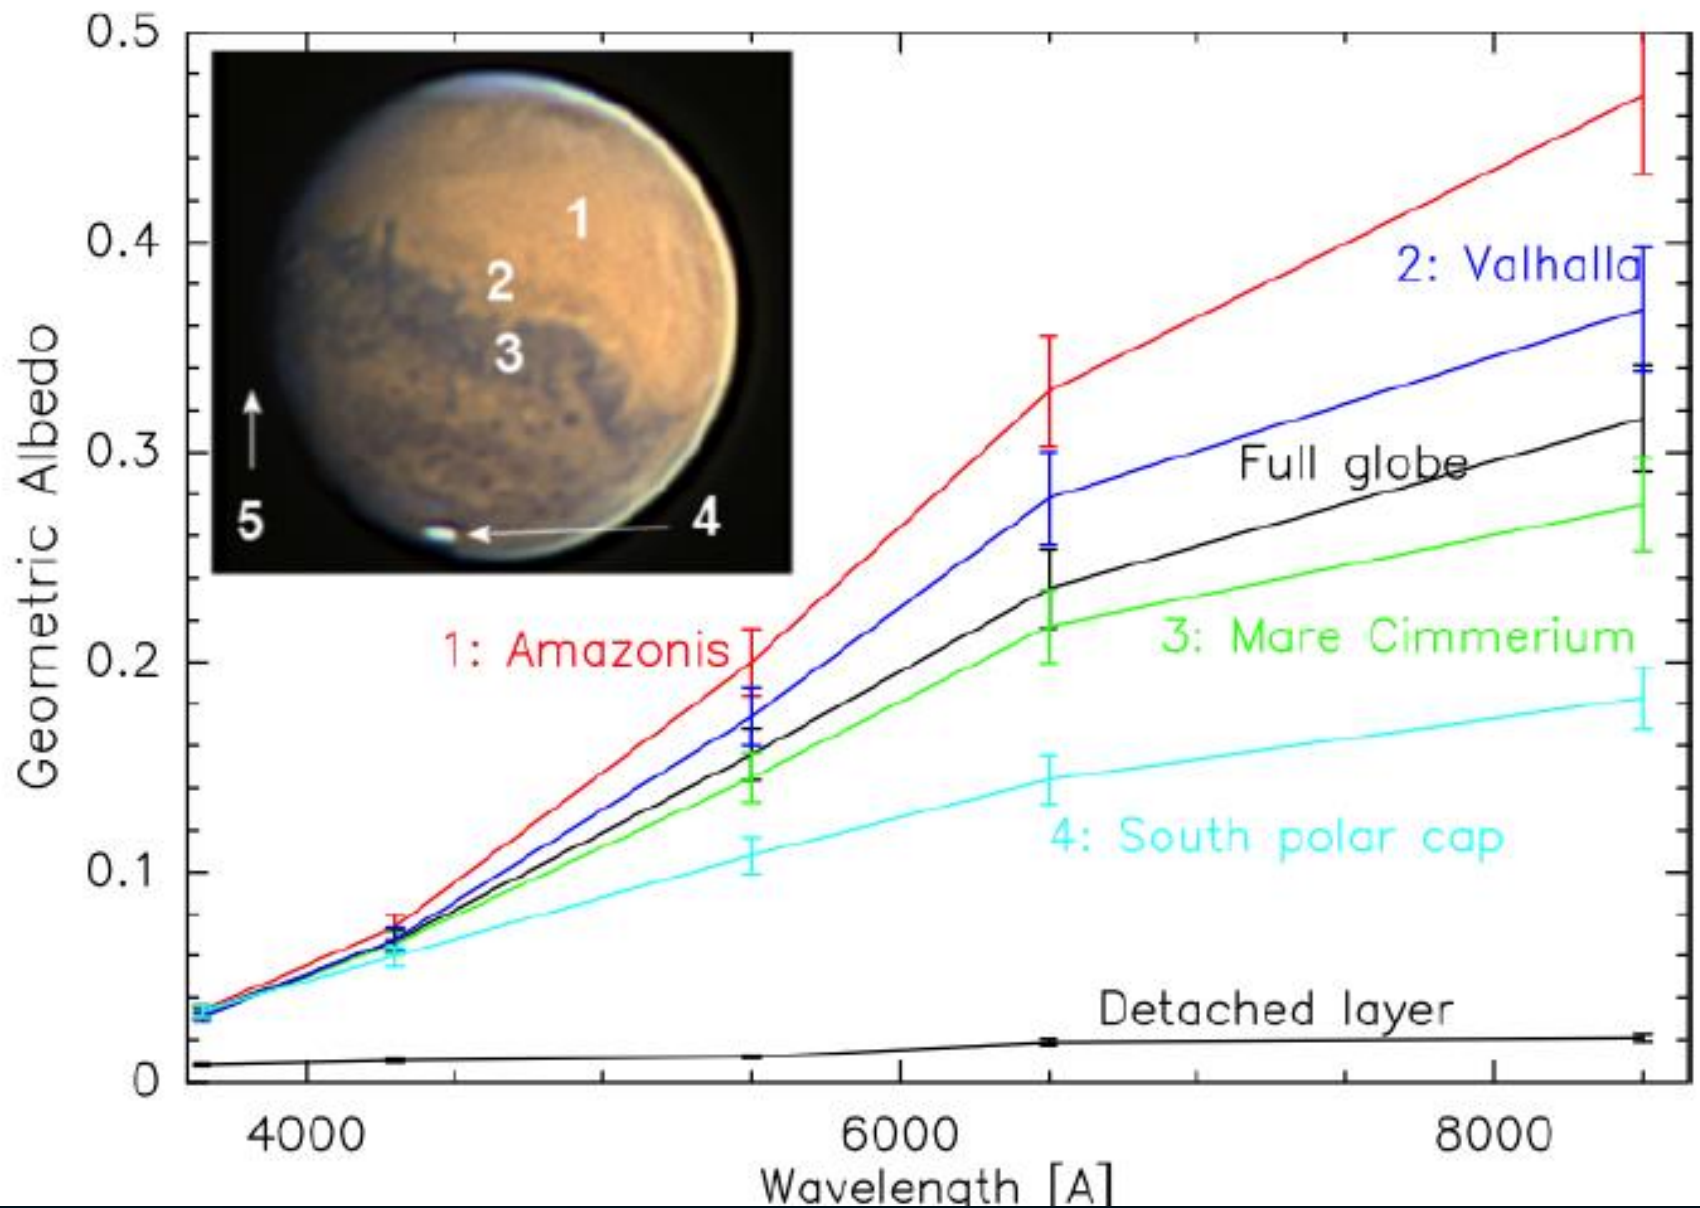 0.5
0.4
0.3
0.2
0.1
0
Geometric Albedo
1
2
3
4
5
2: Valhalla
Full globe
1: Amazonis
3: Mare Cimmerium
4: South polar cap
Detached layer
4000 6000 8000
Wavelength [A]